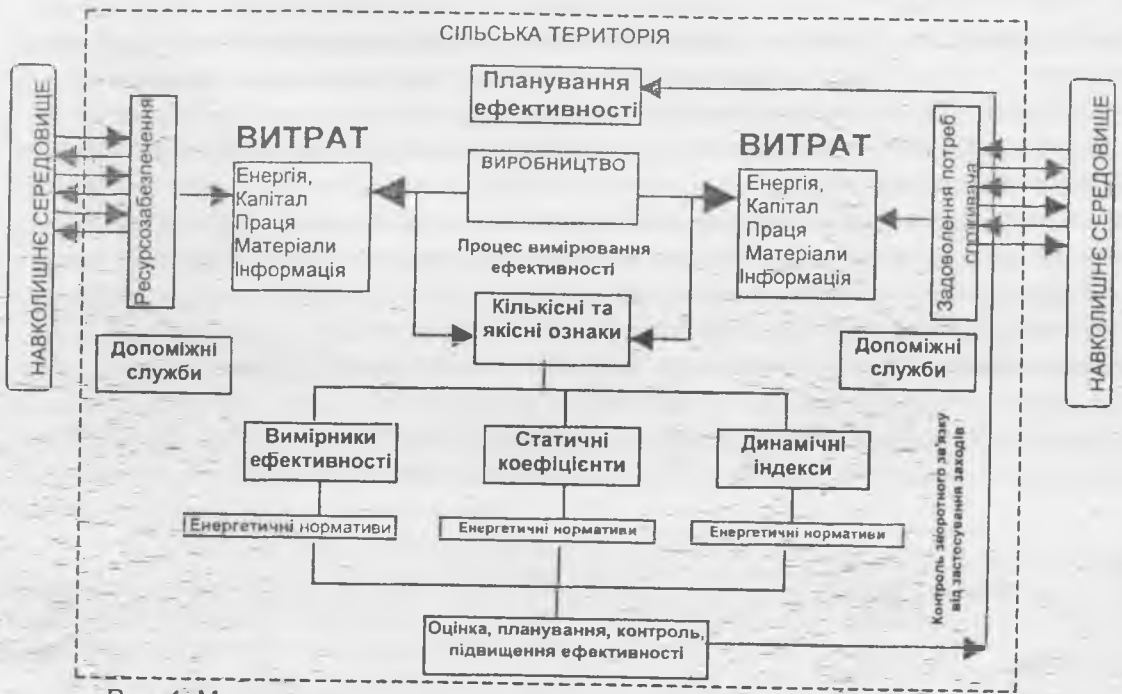 СІЛЬСЬКА ТЕРИТОРІЯ
НАВКОЛИШНЄ СЕРЕДОВИЩЕ
Ресурсозабезпечення
Планування
ефективності
ВИТРАТ
Енергія,
Капітал
Праця
Матеріали
Інформація
ВИРОБНИЦТВО
Процес вимірювання
ефективності
ВИТРАТ
Енергія,
Капітал
Праця
Матеріали
Інформація
Задоволення потреб
споживача
НАВКОЛИШНЄ СЕРЕДОВИЩЕ
Кількісні та
якісні ознаки
Допоміжні
служби
Допоміжні
служби
Вимірники
ефективності
Статичні
коефіцієнти
Динамічні
індекси
Енергетичні нормативи
Енергетичні нормативи
Енергетичні нормативи
Контроль зворотного зв'язку
від застосування заходів
Оцінка, планування, контроль,
підвищення ефективності